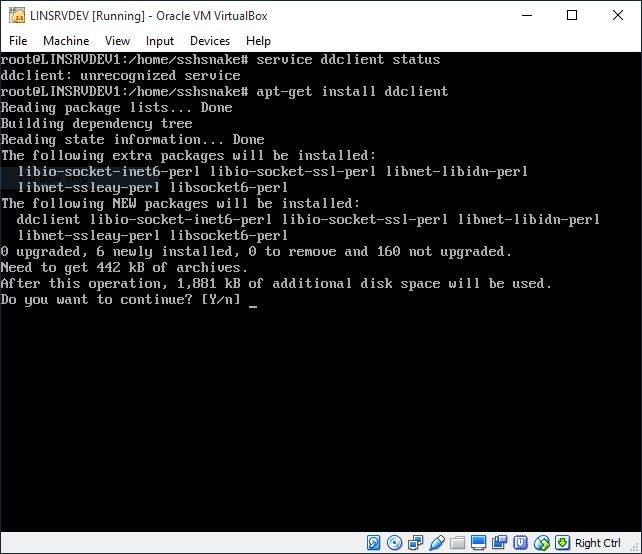 LINSRVDEV [Running] - Oracle VM VirtualBox
File Machine View Input Devices Help
root@LINSRVDEV1:/home/sshsnake# service ddclient status
ddclient: unrecognized service
root@LINSRVDEV1:/home/sshsnake# apt-get install ddclient
Reading package lists... Done
Building dependency tree
Reading state information... Done
The following extra packages will be installed:
libio-socket-inet6-perl libio-socket-ssl-perl libnet-libidn-perl
libnet-ssleay-perl libsocket6-perl
The following NEW packages will be installed:
ddclient libio-socket-inet6-perl libio-socket-ssl-perl libnet-libidn-perl
libnet-ssleay-perl libsocket6-perl
0 upgraded, 6 newly installed, 0 to remove and 160 not upgraded.
Need to get 442 kB of archives.
After this operation, 1,881 kB of additional disk space will be used.
Do you want to continue? [Y/n] _
Right Ctrl